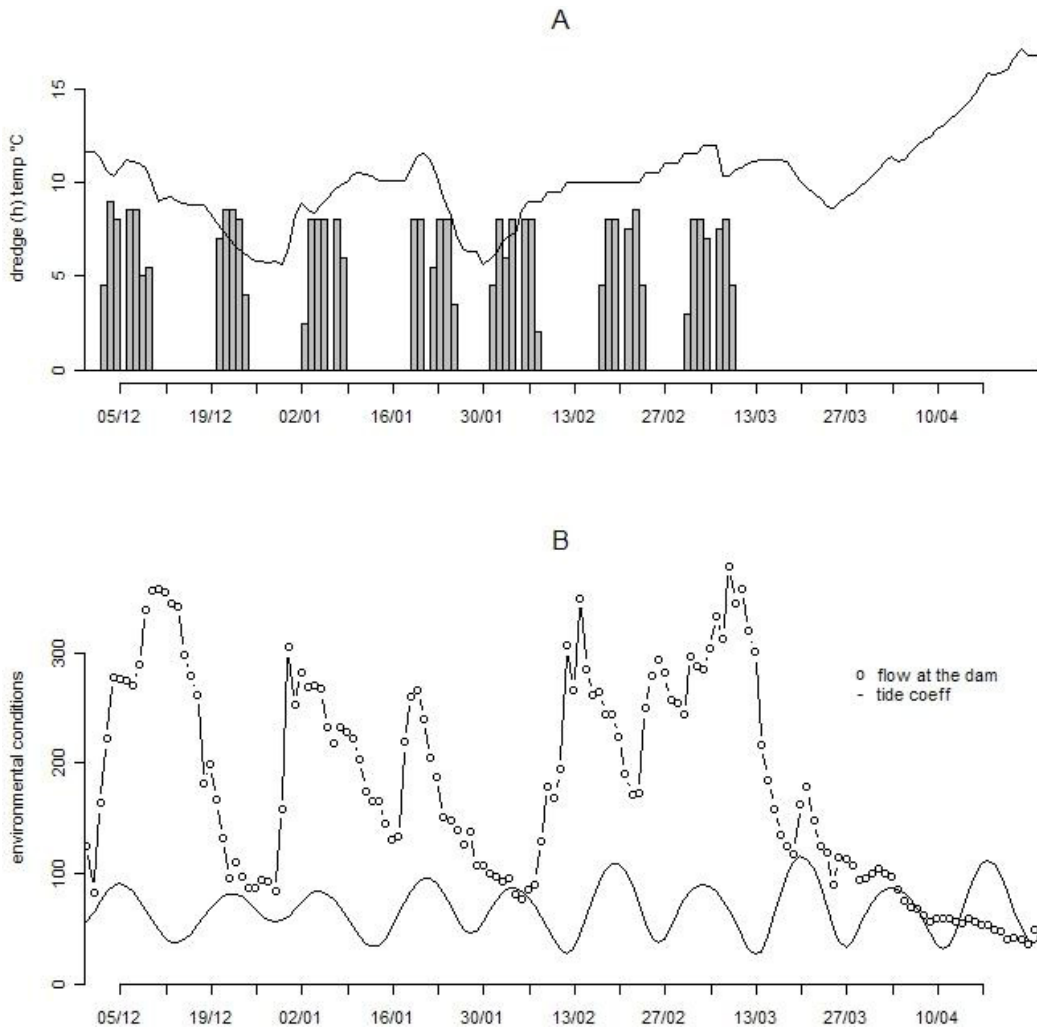 A
dredge (h) temp °C
15
10
5
0
05/12 19/12 02/01 16/01 30/01 13/02 27/02 13/03 27/03 10/04
B
environmental conditions
300
200
100
0
o flow at the dam
- tide coeff
05/12 19/12 02/01 16/01 30/01 13/02 27/02 13/03 27/03 10/04